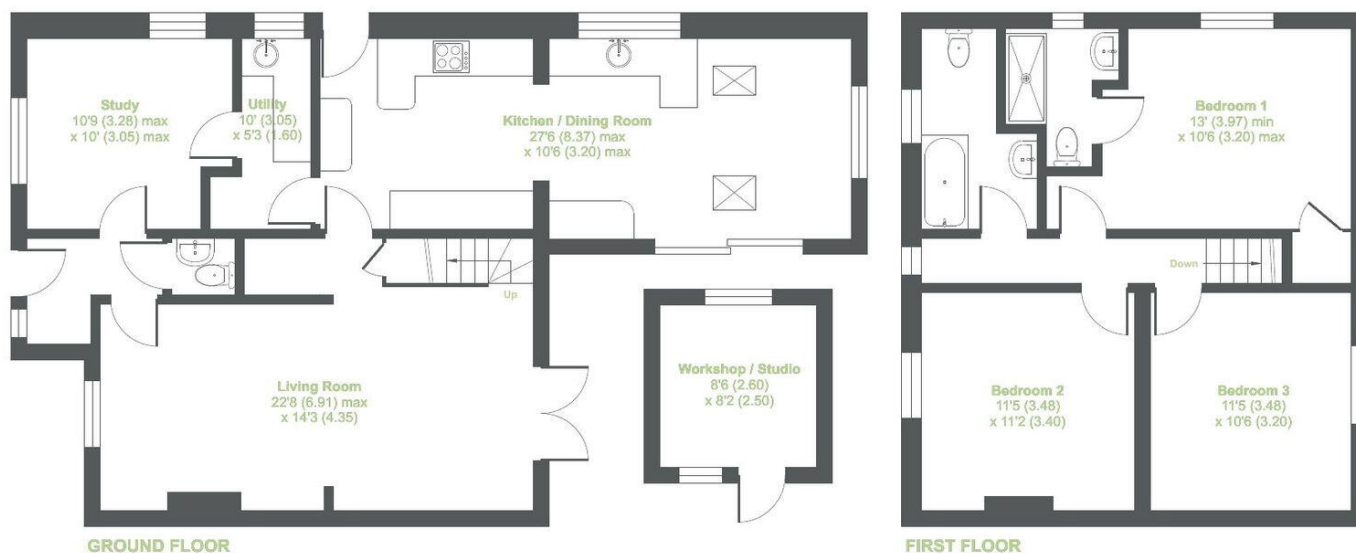 Study
10'9 (3.28) max
x 10' (3.05) max
Utility
10' (3.05)
x 5'3 (1.60)
Kitchen / Dining Room
27'6 (8.37) max
x 10'6 (3.20) max
Up
Living Room
22'8 (6.91) max
x 14'3 (4.35)
Workshop / Studio
8'6 (2.60)
x 8'2 (2.50)
GROUND FLOOR
Bedroom 1
13' (3.97) min
x 10'6 (3.20) max
Down
Bedroom 2
11'5 (3.48)
x 11'2 (3.40)
Bedroom 3
11'5 (3.48)
x 10'6 (3.20)
FIRST FLOOR